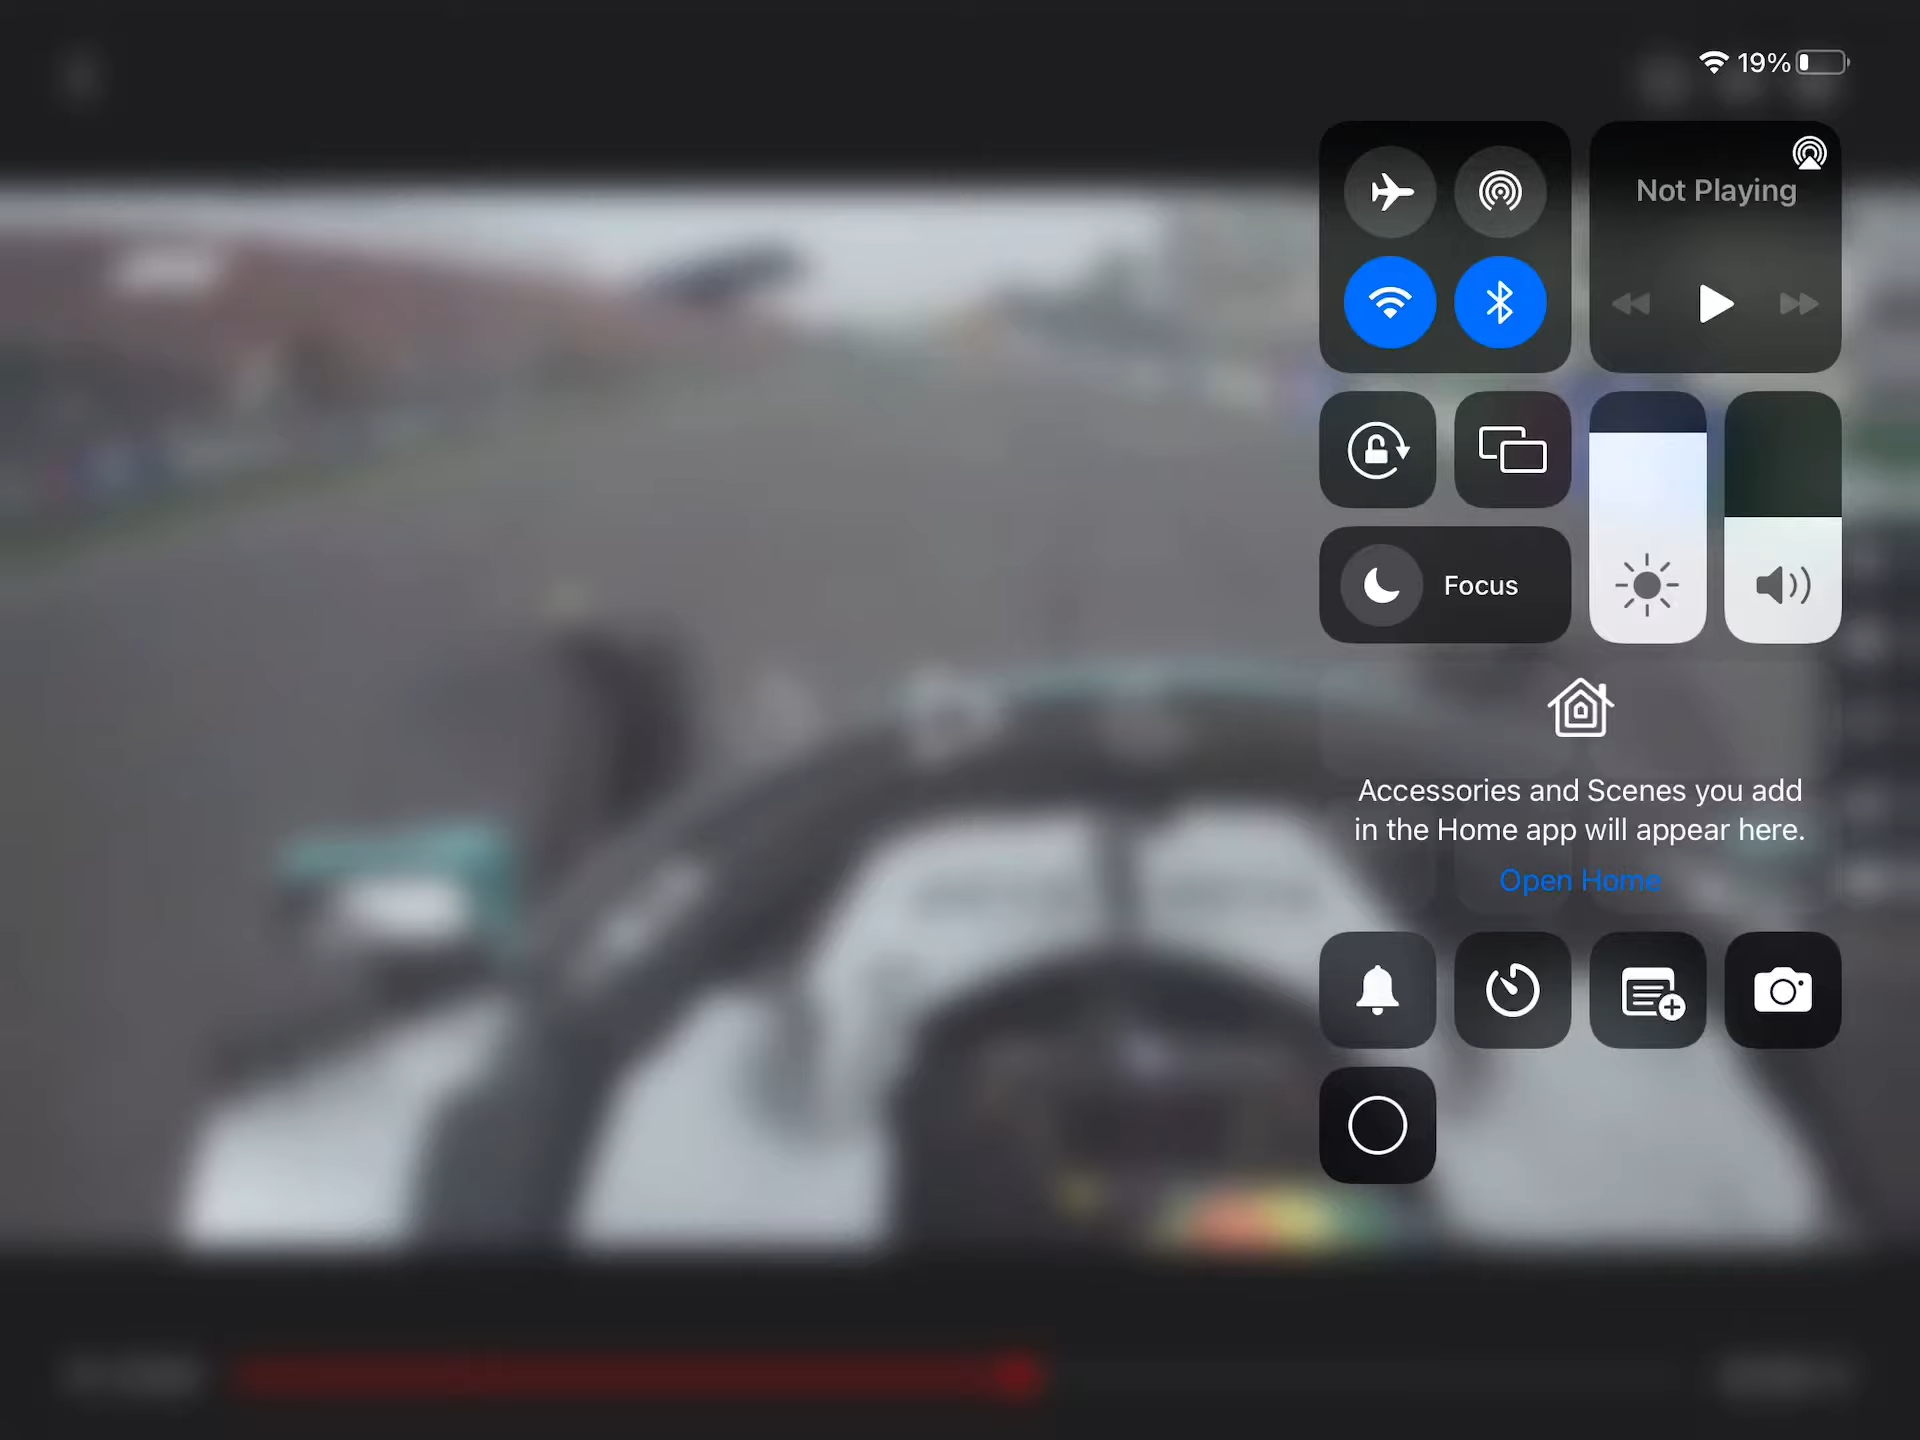 19%
Not Playing
Focus
Accessories and Scenes you add
in the Home app will appear here.
Open Home